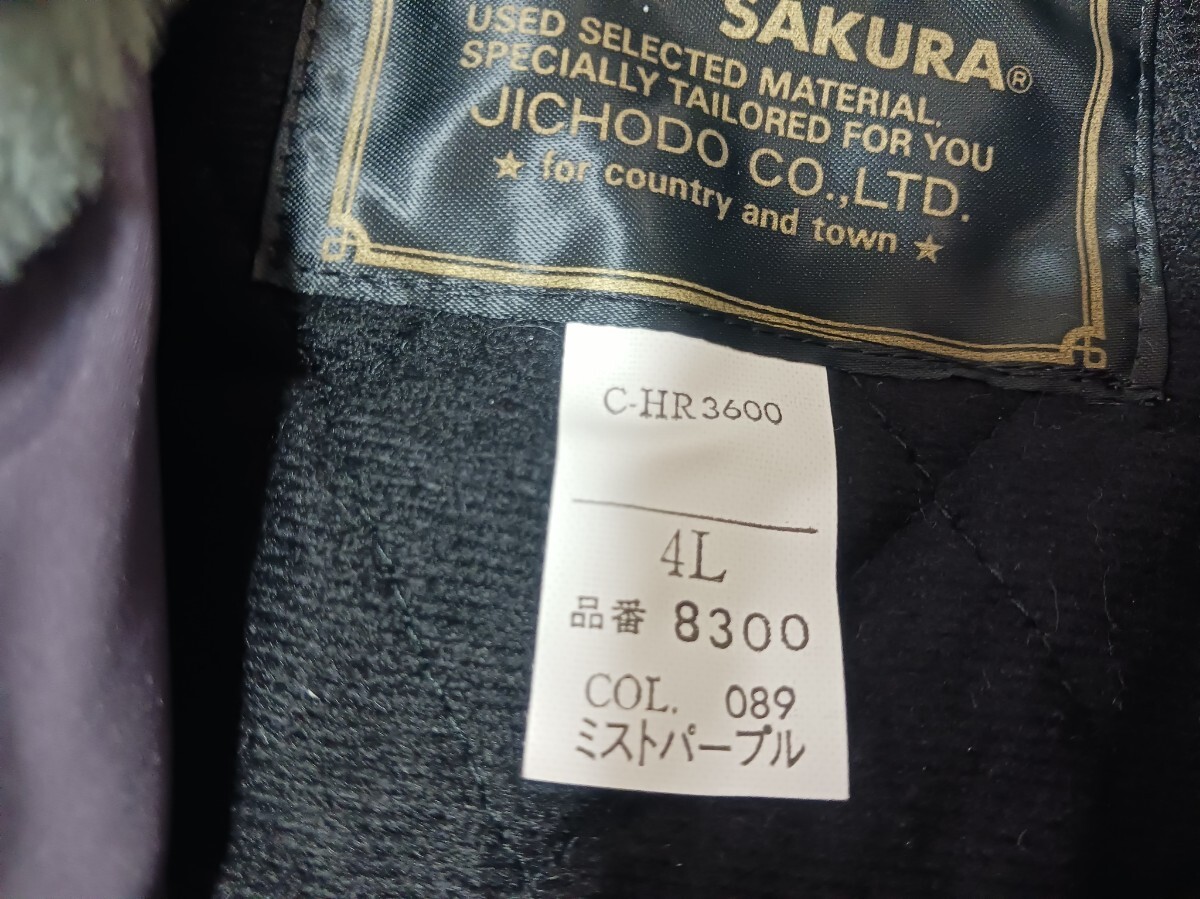 SAKURA®
USED SELECTED MATERIAL.
SPECIALLY TAILORED FOR YOU
JICHODO CO.,LTD.
★ for country and town ★
C-HR3600
4L
品番 8300
COL. 089
ミストパープル